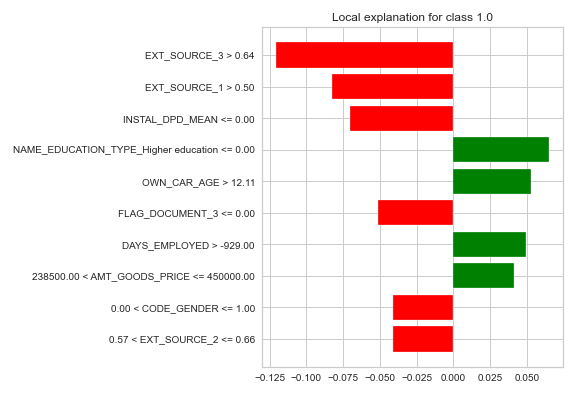 Local explanation for class 1.0
EXT_SOURCE_3 > 0.64
EXT_SOURCE_1 > 0.50
INSTAL_DPD_MEAN <= 0.00
NAME_EDUCATION_TYPE_Higher education <= 0.00
OWN_CAR_AGE > 12.11
FLAG_DOCUMENT_3 <= 0.00
DAYS_EMPLOYED > -929.00
238500.00 < AMT_GOODS_PRICE <= 450000.00
0.00 < CODE_GENDER <= 1.00
0.57 < EXT_SOURCE_2 <= 0.66
−0.125 −0.100 −0.075 −0.050 −0.025 0.000 0.025 0.050